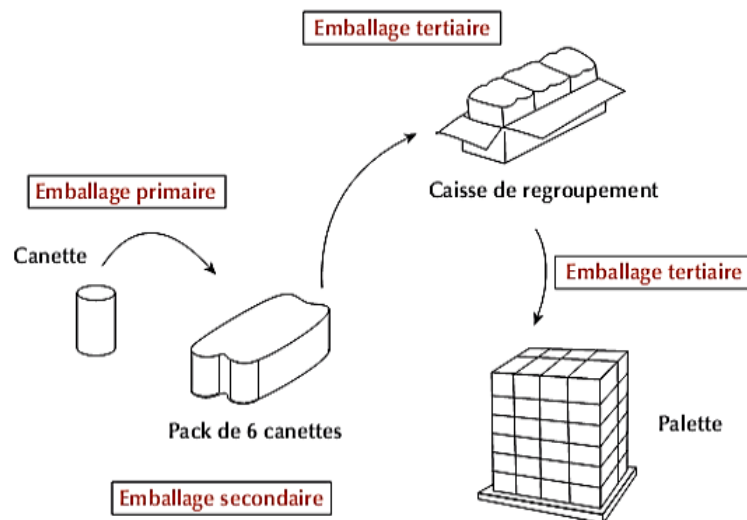 Emballage tertiaire
Caisse de regroupement
Emballage primaire
Canette
Emballage tertiaire
Pack de 6 canettes
Palette
Emballage secondaire